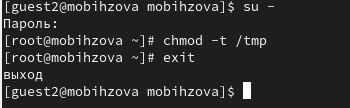 [guest2@mobihzova mobihzova]$ su -
Пароль:
[root@mobihzova ~]# chmod -t /tmp
[root@mobihzova ~]# exit
выход
[guest2@mobihzova mobihzova]$